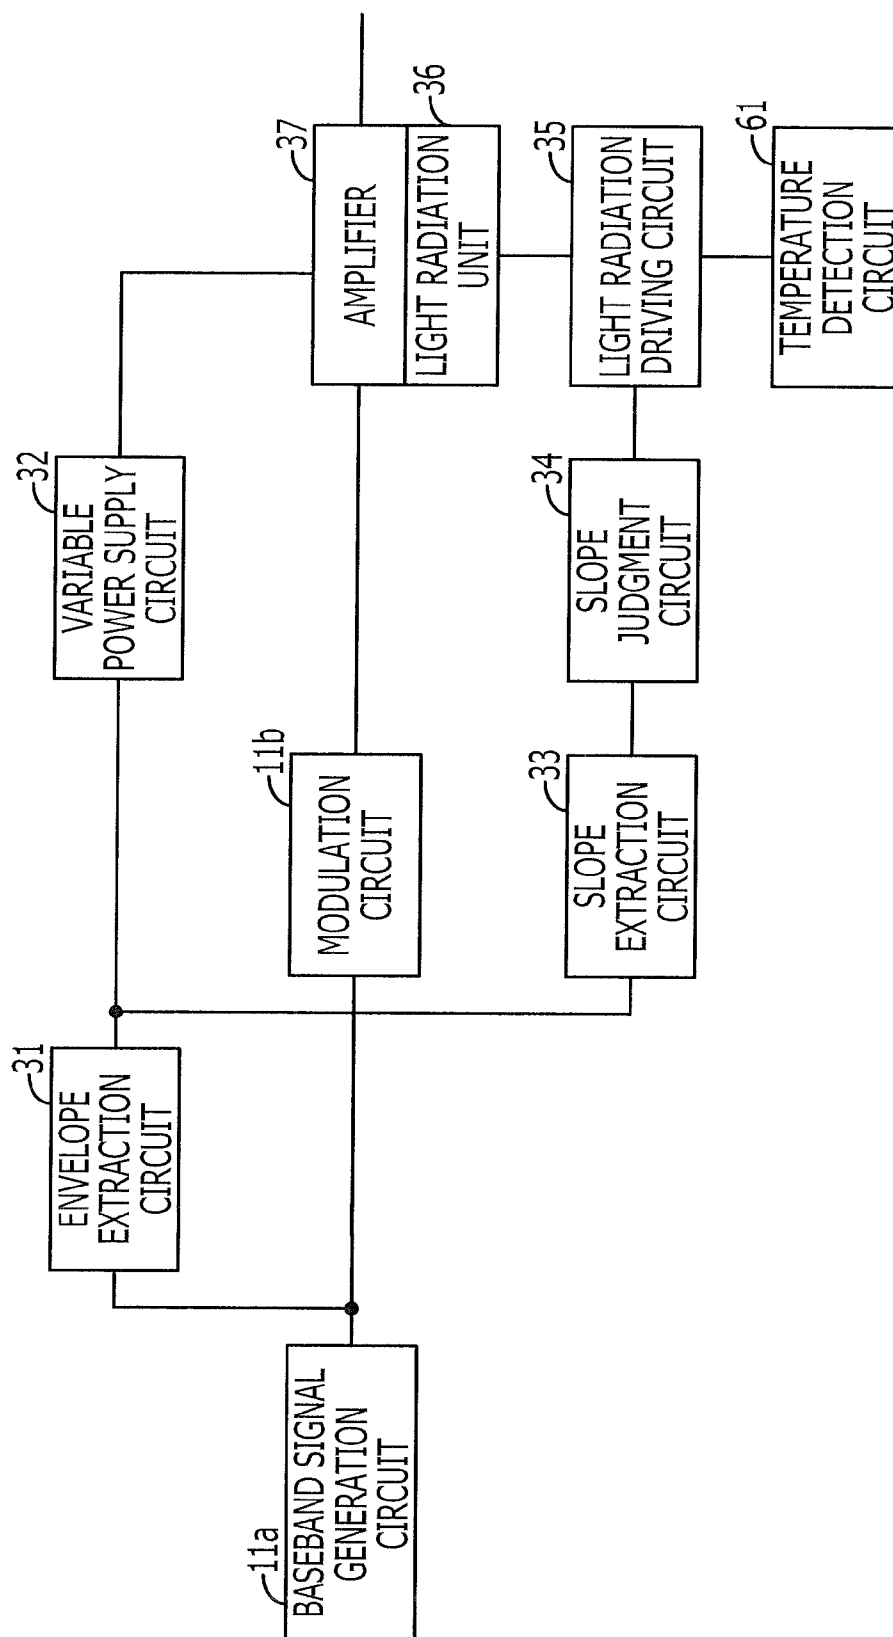 11a
BASEBAND SIGNAL
GENERATION
CIRCUIT
31
ENVELOPE
EXTRACTION
CIRCUIT
32
VARIABLE
POWER SUPPLY
CIRCUIT
11b
MODULATION
CIRCUIT
37
AMPLIFIER
36
LIGHT RADIATION
UNIT
33
SLOPE
EXTRACTION
CIRCUIT
34
SLOPE
JUDGMENT
CIRCUIT
35
LIGHT RADIATION
DRIVING CIRCUIT
61
TEMPERATURE
DETECTION
CIRCUIT